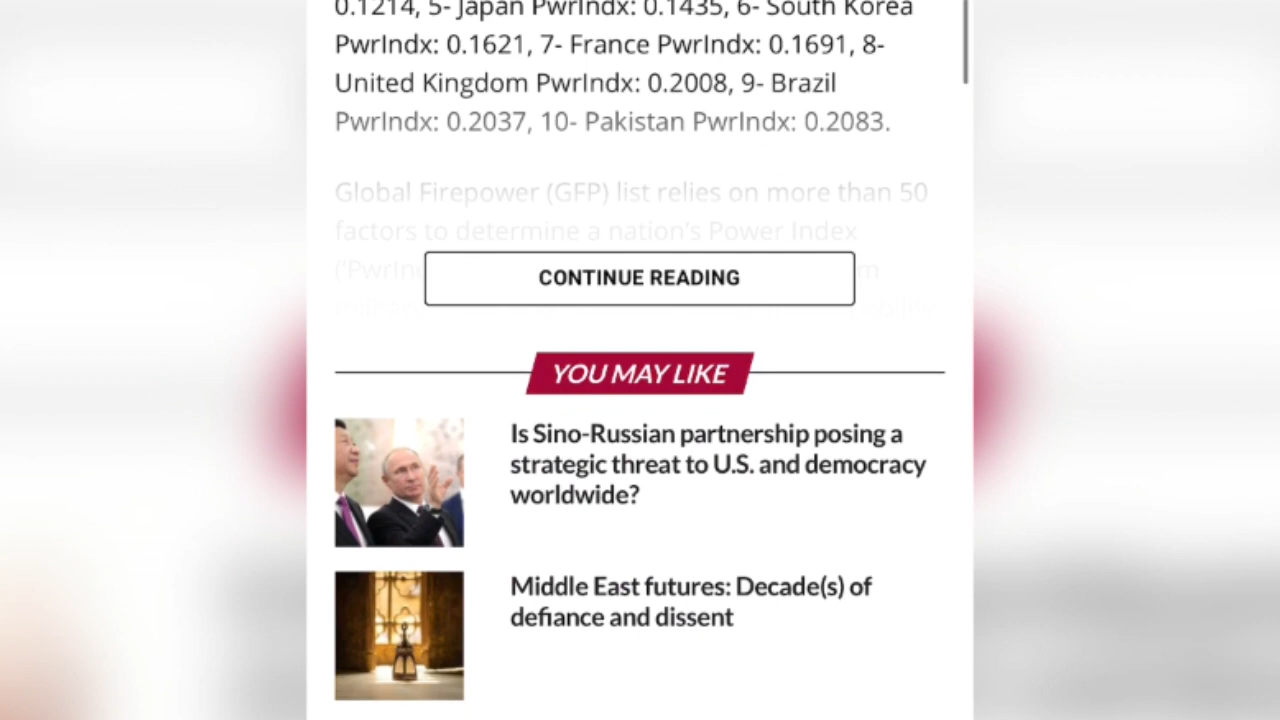 0.1214, 5- Japan PwrIndx: 0.1435, 6- South Korea
PwrIndx: 0.1621, 7- France PwrIndx: 0.1691, 8-
United Kingdom PwrIndx: 0.2008, 9- Brazil
PwrIndx: 0.2037, 10- Pakistan PwrIndx: 0.2083.
Global Firepower (GFP) list relies on more than 50
factors to determine a nation's Power Index
CONTINUE READING
YOU MAY LIKE
Is Sino-Russian partnership posing a
strategic threat to U.S. and democracy
worldwide?
Middle East futures: Decade(s) of
defiance and dissent